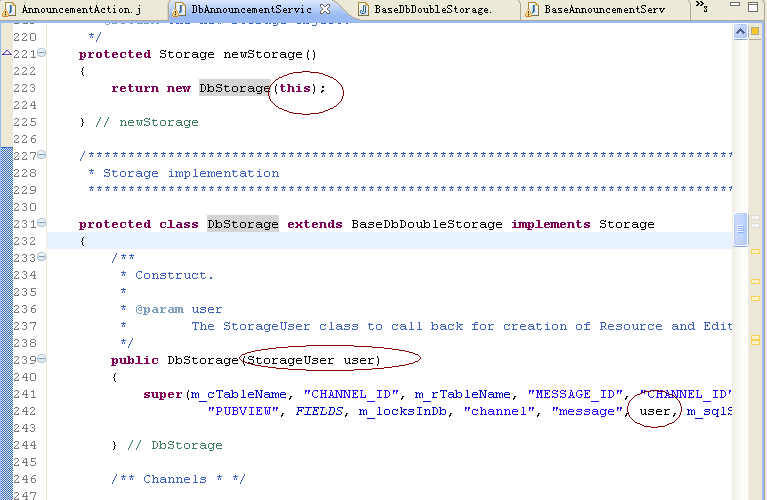 AnnouncementAction.j
DbAnnouncementServic
BaseDbDoubleStorage.
BaseAnnouncementServ
»3
220 */
221 protected Storage newStorage()
222 {
223 return new DbStorage(this);
224
225 } // newStorage
226
227 /*********************************************************************************
228 * Storage implementation
229 *********************************************************************************
230
231 protected class DbStorage extends BaseDbDoubleStorage implements Storage
232 {
233 /**
234 * Construct.
235 *
236 * @param user
237 * The StorageUser class to call back for creation of Resource and Edit
238 */
239 public DbStorage(StorageUser user)
240 {
241 super(m_cTableName, "CHANNEL_ID", m_rTableName, "MESSAGE_ID", "CHANNEL_ID"
242 "PUBVIEW", FIELDS, m_locksInDb, "channel", "message", user, m_sqlS
243
244 } // DbStorage
245
246 /** Channels * */
247